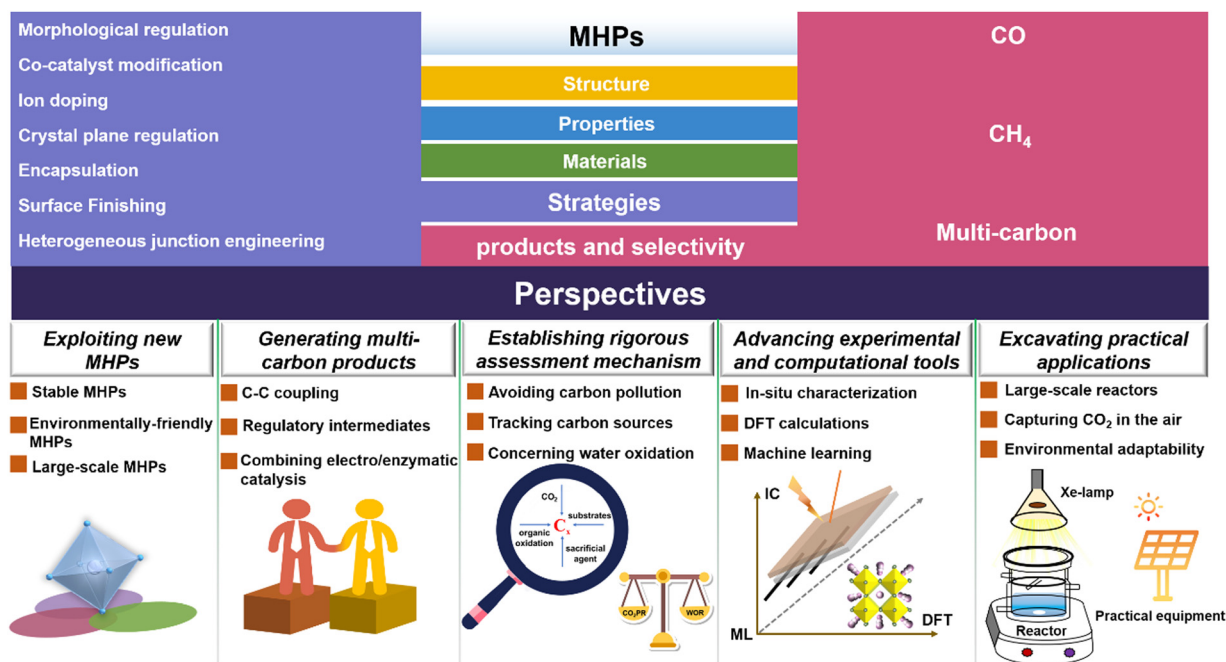 Morphological regulation
Co-catalyst modification
Ion doping
Crystal plane regulation
Encapsulation
Surface Finishing
Heterogeneous junction engineering
MHPs
Structure
Properties
Materials
Strategies
products and selectivity
CO
CH₄
Multi-carbon
Perspectives
Exploiting new
MHPs
Stable MHPs
Environmentally-friendly
MHPs
Large-scale MHPs
Generating multi-
carbon products
C-C coupling
Regulatory intermediates
Combining electro/enzymatic
catalysis
Establishing rigorous
assessment mechanism
Avoiding carbon pollution
Tracking carbon sources
Concerning water oxidation
CO₂
substrates
Cₓ
organic
oxidation
sacrificial
agent
CO₂PR
WOR
Advancing experimental
and computational tools
In-situ characterization
DFT calculations
Machine learning
IC
ML
DFT
Excavating practical
applications
Large-scale reactors
Capturing CO₂ in the air
Environmental adaptability
Xe-lamp
Practical equipment
Reactor